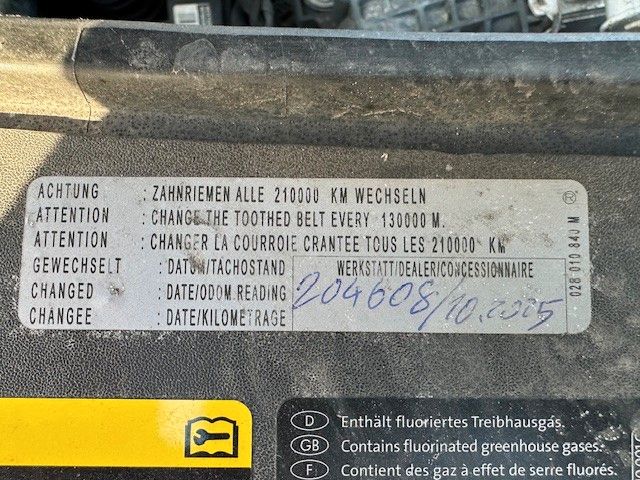 ACHTUNG : ZAHNRIEMEN ALLE 210000 KM WECHSELN
ATTENTION : CHANGE THE TOOTHED BELT EVERY 130000 M.
ATTENTION : CHANGER LA COURROIE CRANTEE TOUS LES 210000 KM
GEWECHSELT : DATUM/TACHOSTAND WERKSTATT/DEALER/CONCESSIONNAIRE
CHANGED : DATE/ODOM.READING 204608/10.2025
CHANGEE : DATE/KILOMETRAGE
® 028 010 840 M
D Enthält fluoriertes Treibhausgas.
GB Contains fluorinated greenhouse gases.
F Contient des gaz à effet de serre fluorés.